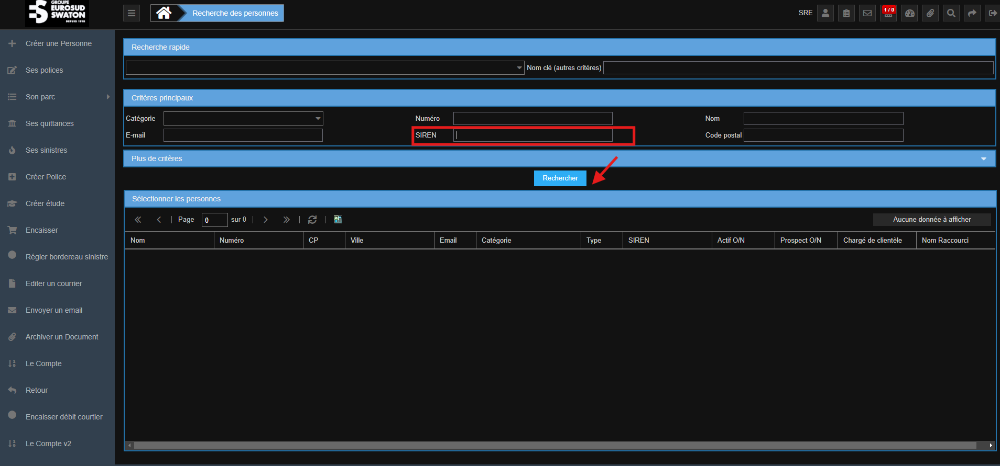 GROUPE
EUROSUD
SWATON
DEPUIS 1918
Recherche des personnes
SRE
1 / 0
Créer une Personne
Ses polices
Son parc
Ses quittances
Ses sinistres
Créer Police
Créer étude
Encaisser
Régler bordereau sinistre
Editer un courrier
Envoyer un email
Archiver un Document
Le Compte
Retour
Encaisser débit courtier
Le Compte v2
Recherche rapide
Nom clé (autres critères)
Critères principaux
Catégorie
Numéro
Nom
E-mail
SIREN
Code postal
Plus de critères
Rechercher
Sélectionner les personnes
Page 0 sur 0
Aucune donnée à afficher
Nom Numéro CP Ville Email Catégorie Type SIREN Actif O/N Prospect O/N Chargé de clientèle Nom Raccourci